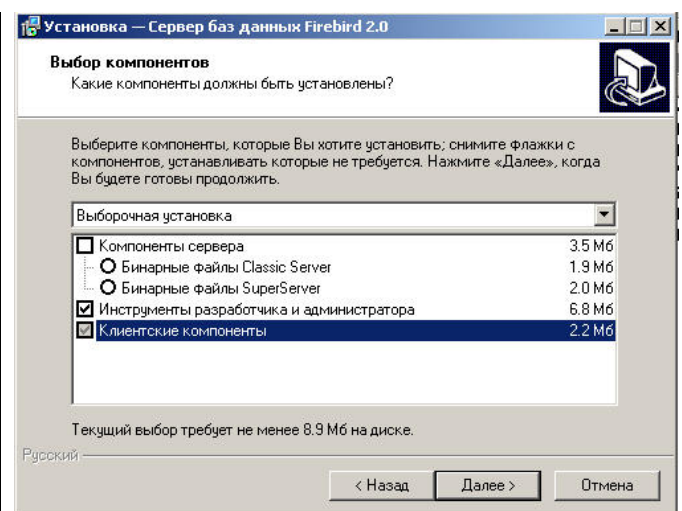 Установка — Сервер баз данных Firebird 2.0
Выбор компонентов
Какие компоненты должны быть установлены?
Выберите компоненты, которые Вы хотите установить; снимите флажки с
компонентов, устанавливать которые не требуется. Нажмите «Далее», когда
Вы будете готовы продолжить.
Выборочная установка
Компоненты сервера 3.5 Мб
Бинарные файлы Classic Server 1.9 Мб
Бинарные файлы SuperServer 2.0 Мб
Инструменты разработчика и администратора 6.8 Мб
Клиентские компоненты 2.2 Мб
Текущий выбор требует не менее 8.9 Мб на диске.
Русский
< Назад Далее > Отмена